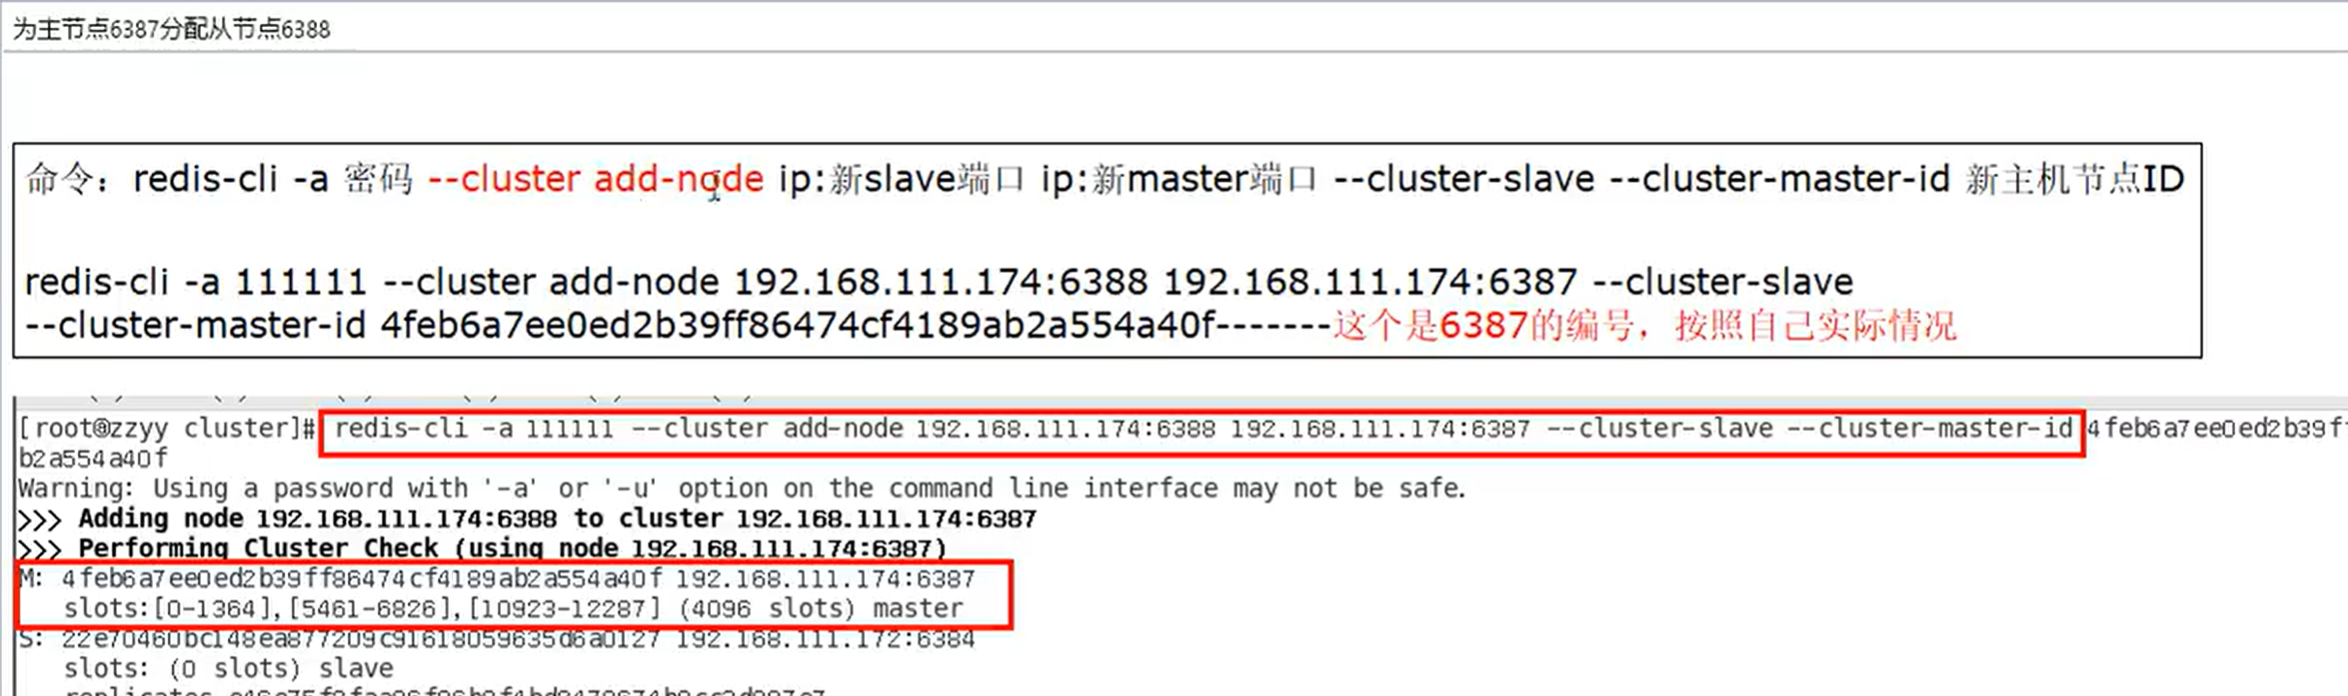 为主节点6387分配从节点6388
命令：redis-cli -a 密码 --cluster add-node ip:新slave端口 ip:新master端口 --cluster-slave --cluster-master-id 新主机节点ID
redis-cli -a 111111 --cluster add-node 192.168.111.174:6388 192.168.111.174:6387 --cluster-slave
--cluster-master-id 4feb6a7ee0ed2b39ff86474cf4189ab2a554a40f-------这个是6387的编号，按照自己实际情况
[root@zzyy cluster]# redis-cli -a 111111 --cluster add-node 192.168.111.174:6388 192.168.111.174:6387 --cluster-slave --cluster-master-id 4feb6a7ee0ed2b39f
b2a554a40f
Warning: Using a password with '-a' or '-u' option on the command line interface may not be safe.
>>> Adding node 192.168.111.174:6388 to cluster 192.168.111.174:6387
>>> Performing Cluster Check (using node 192.168.111.174:6387)
M: 4feb6a7ee0ed2b39ff86474cf4189ab2a554a40f 192.168.111.174:6387
slots:[0-1364],[5461-6826],[10923-12287] (4096 slots) master
S: 22e70460bc148ea877209c91618059635d6a0127 192.168.111.172:6384
slots: (0 slots) slave
replicates